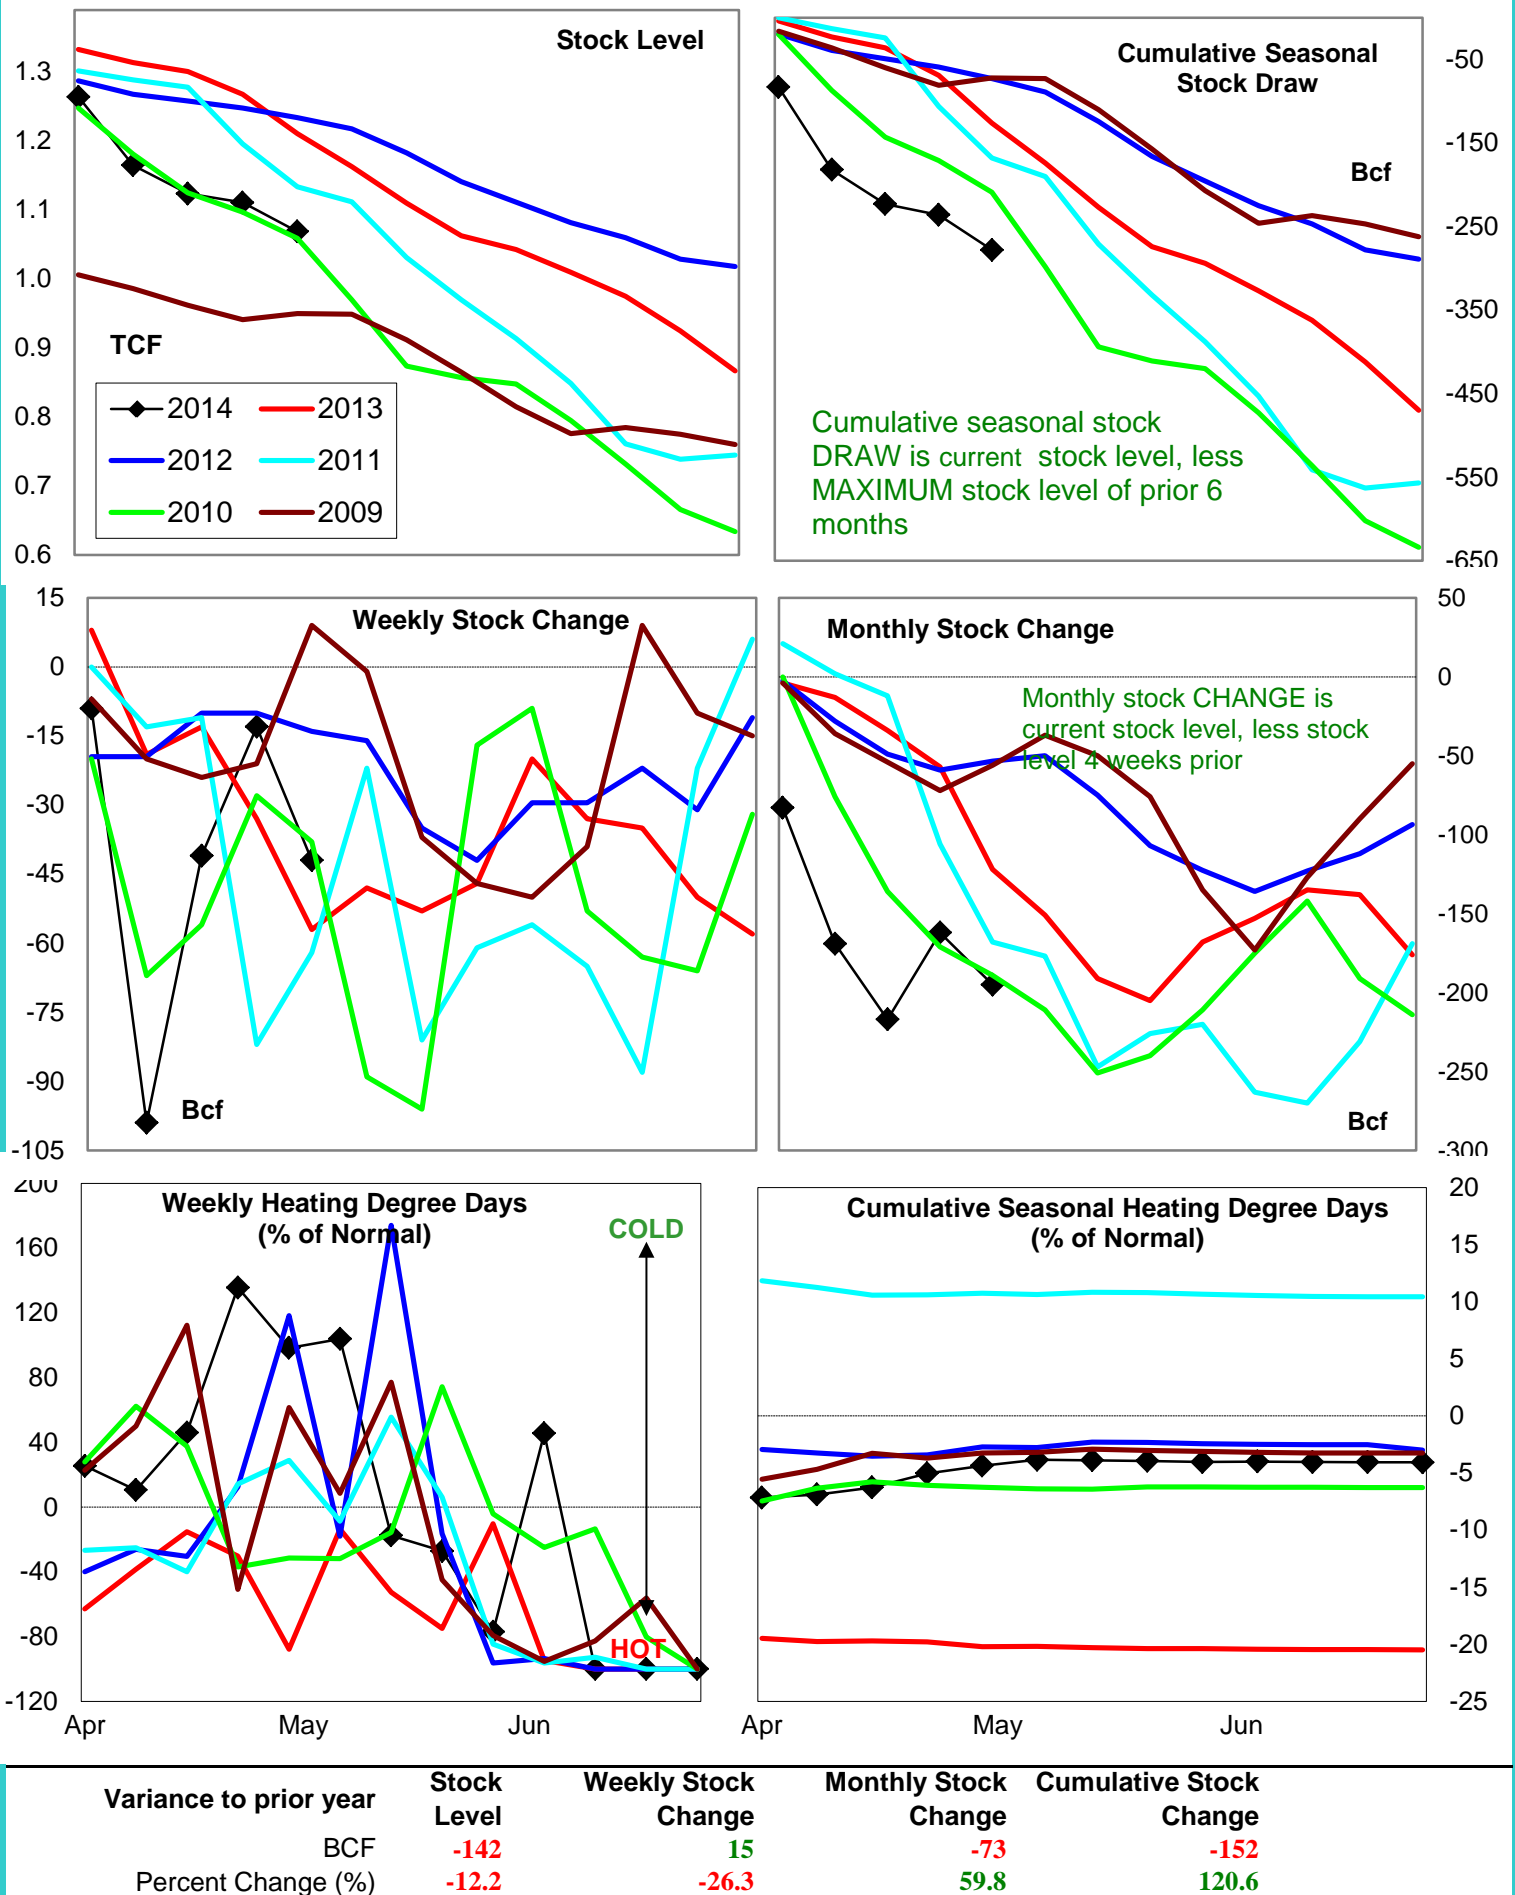 Stock Level
1.3
1.2
1.1
1.0
0.9
0.8
0.7
0.6
TCF
2014
2013
2012
2011
2010
2009
Cumulative Seasonal
Stock Draw
Bcf
-50
-150
-250
-350
-450
-550
-650
Cumulative seasonal stock
DRAW is current stock level, less
MAXIMUM stock level of prior 6
months
Weekly Stock Change
15
0
-15
-30
-45
-60
-75
-90
-105
Bcf
Monthly Stock Change
50
0
-50
-100
-150
-200
-250
-300
Monthly stock CHANGE is
current stock level, less stock
level 4 weeks prior
Bcf
Weekly Heating Degree Days
(% of Normal)
200
160
120
80
40
0
-40
-80
-120
COLD
HOT
Apr
May
Jun
Cumulative Seasonal Heating Degree Days
(% of Normal)
20
15
10
5
0
-5
-10
-15
-20
-25
Apr
May
Jun
Variance to prior year
Stock
Level
Weekly Stock
Change
Monthly Stock
Change
Cumulative Stock
Change
BCF -142 15 -73 -152
Percent Change (%) -12.2 -26.3 59.8 120.6